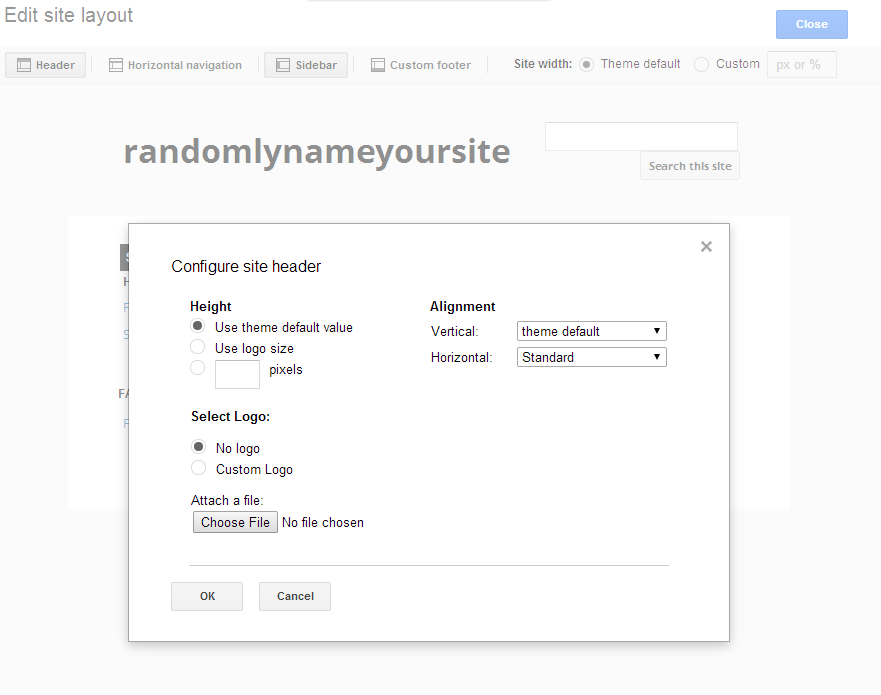 Edit site layout
Close
Header Horizontal navigation Sidebar Custom footer Site width: Theme default Custom px or %
randomlynameyoursite
Search this site
Configure site header
Height
Use theme default value
Use logo size
pixels
Alignment
Vertical: theme default
Horizontal: Standard
Select Logo:
No logo
Custom Logo
Attach a file:
Choose File No file chosen
OK Cancel